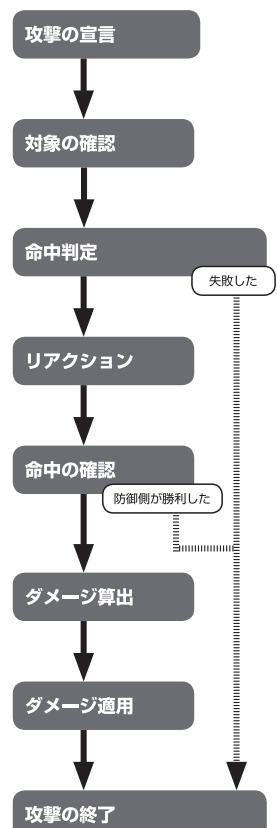 攻撃の宣言
対象の確認
命中判定
失敗した
リアクション
命中の確認
防御側が勝利した
ダメージ算出
ダメージ適用
攻撃の終了